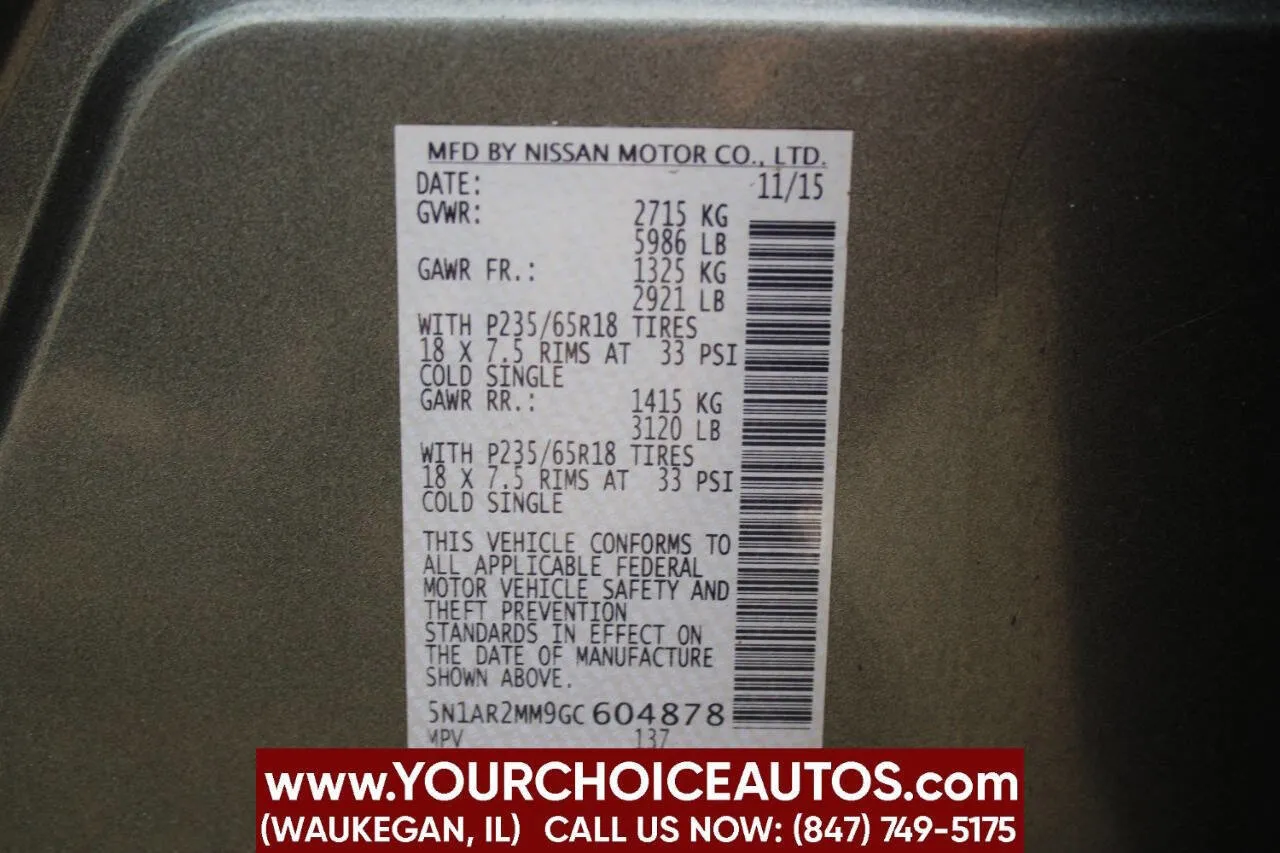 MFD BY NISSAN MOTOR CO., LTD.
DATE: 11/15
GVWR: 2715 KG
5986 LB
GAWR FR.: 1325 KG
2921 LB
WITH P235/65R18 TIRES
18 X 7.5 RIMS AT 33 PSI
COLD SINGLE
GAWR RR.: 1415 KG
3120 LB
WITH P235/65R18 TIRES
18 X 7.5 RIMS AT 33 PSI
COLD SINGLE
THIS VEHICLE CONFORMS TO
ALL APPLICABLE FEDERAL
MOTOR VEHICLE SAFETY AND
THEFT PREVENTION
STANDARDS IN EFFECT ON
THE DATE OF MANUFACTURE
SHOWN ABOVE.
5N1AR2MM9GC604878
MPV 137
www.YOURCHOICEAUTOS.com
(WAUKEGAN, IL) CALL US NOW: (847) 749-5175